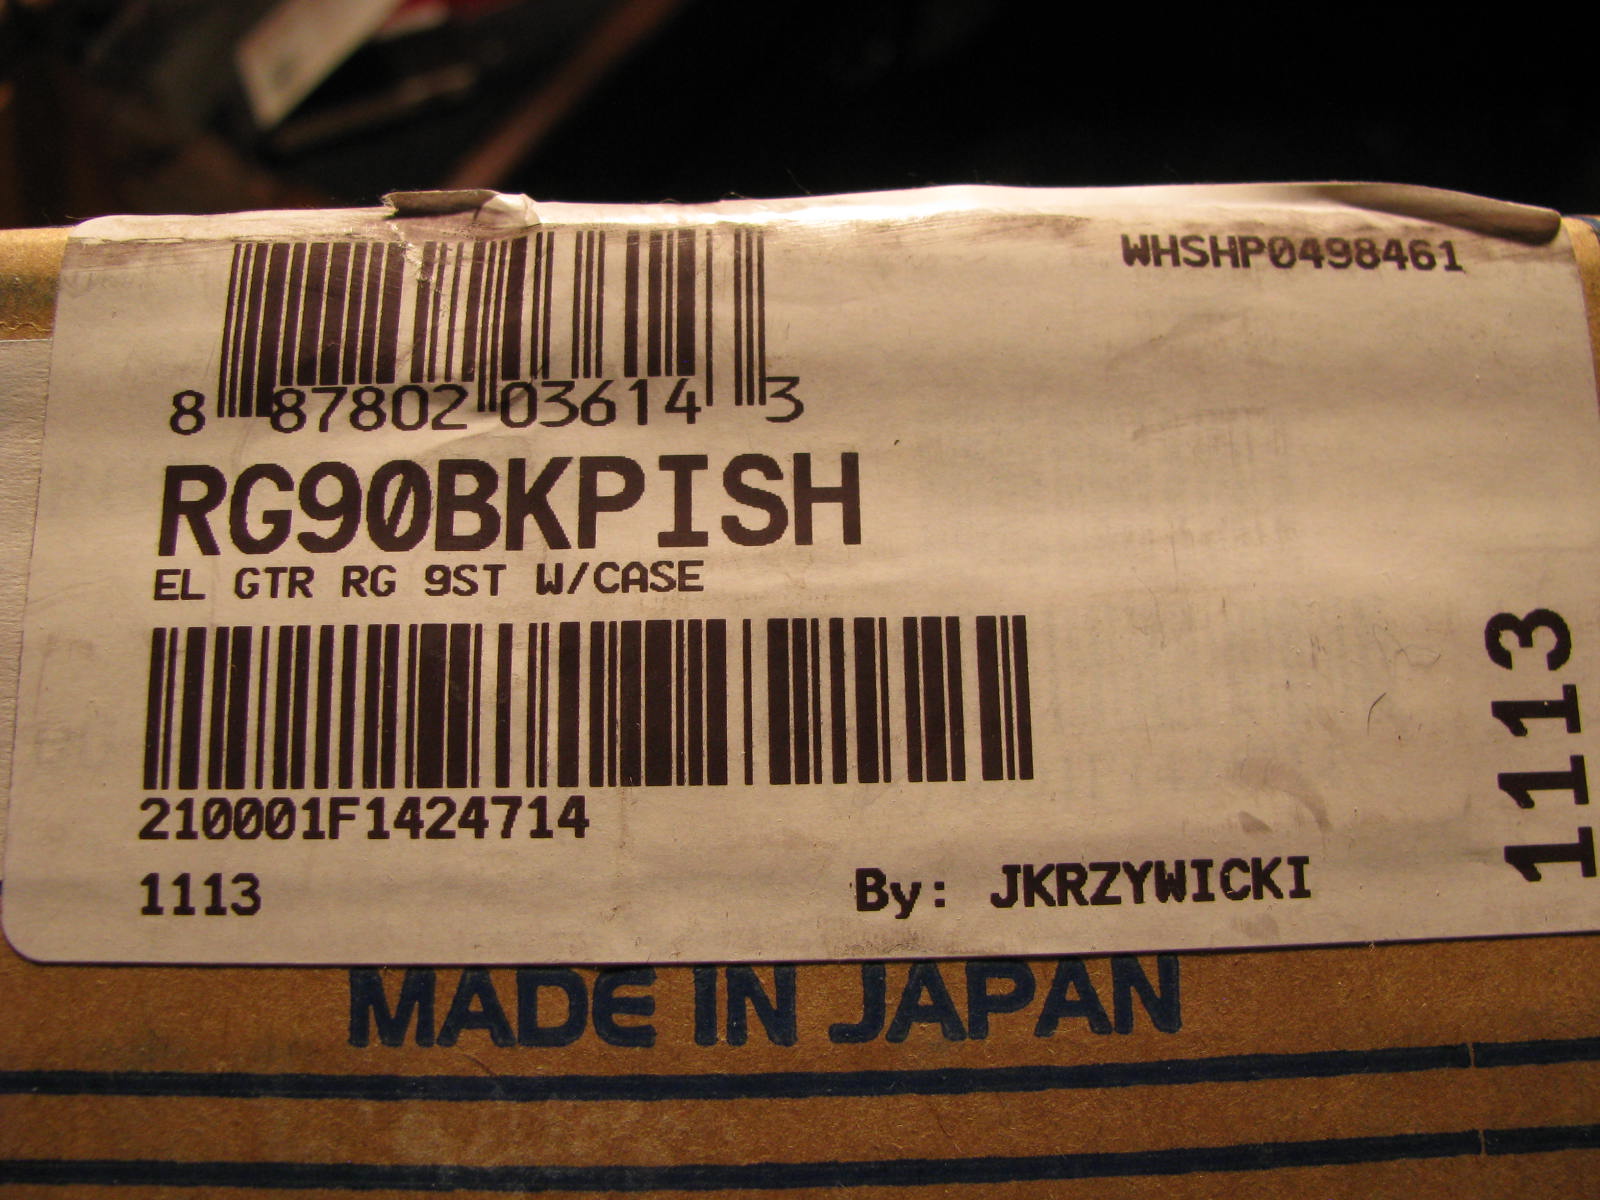 WHSHP0498461
8 87802 03614 3
RG90BKPISH
EL GTR RG 9ST W/CASE
210001F1424714
1113
By: JKRZYWICKI
1113
MADE IN JAPAN